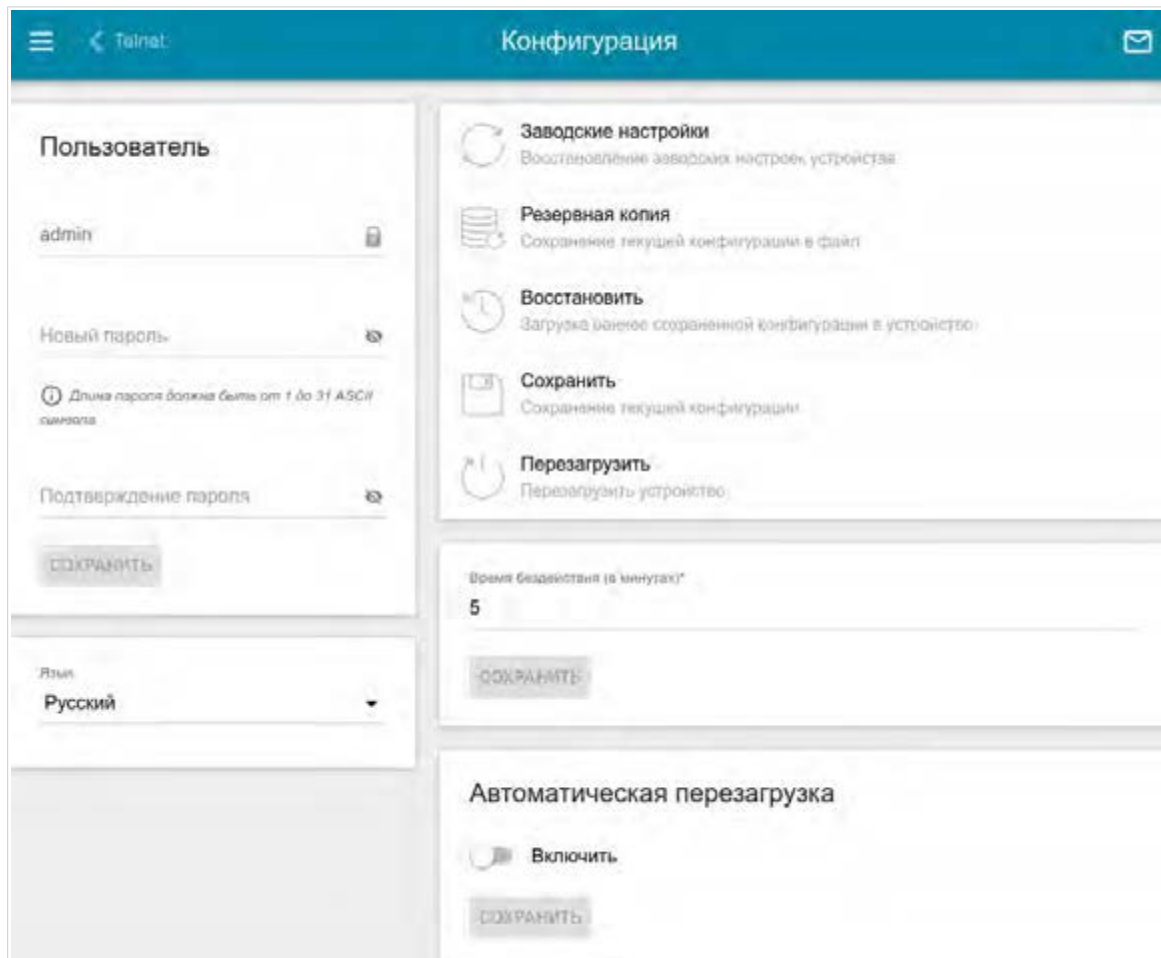 Telnet
Конфигурация
Пользователь
admin
Новый пароль
Длина пароля должна быть от 1 до 31 ASCII
символа
Подтверждение пароля
СОХРАНИТЬ
Язык
Русский
Заводские настройки
Восстановление заводских настроек устройства
Резервная копия
Сохранение текущей конфигурации в файл
Восстановить
Загрузка ранее сохраненной конфигурации в устройство
Сохранить
Сохранение текущей конфигурации
Перезагрузить
Перезагрузить устройство
Время бездействия (в минутах)*
5
СОХРАНИТЬ
Автоматическая перезагрузка
Включить
СОХРАНИТЬ